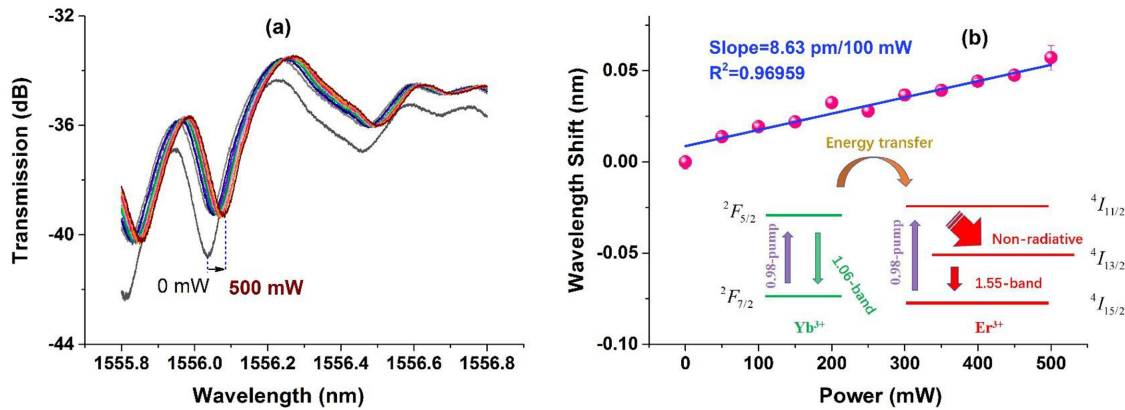 (a)
Transmission (dB)
-32
-36
-40
-44
0 mW
500 mW
1555.8
1556.0
1556.2
1556.4
1556.6
1556.8
Wavelength (nm)
(b)
Wavelength Shift (nm)
0.05
0.00
-0.05
-0.10
Slope=8.63 pm/100 mW
R²=0.96959
Energy transfer
²F₅/₂
⁴I₁₁/₂
0.98-pump
1.06-band
0.98-pump
Non-radiative
⁴I₁₃/₂
1.55-band
²F₇/₂
⁴I₁₅/₂
Yb³⁺
Er³⁺
0
100
200
300
400
500
Power (mW)